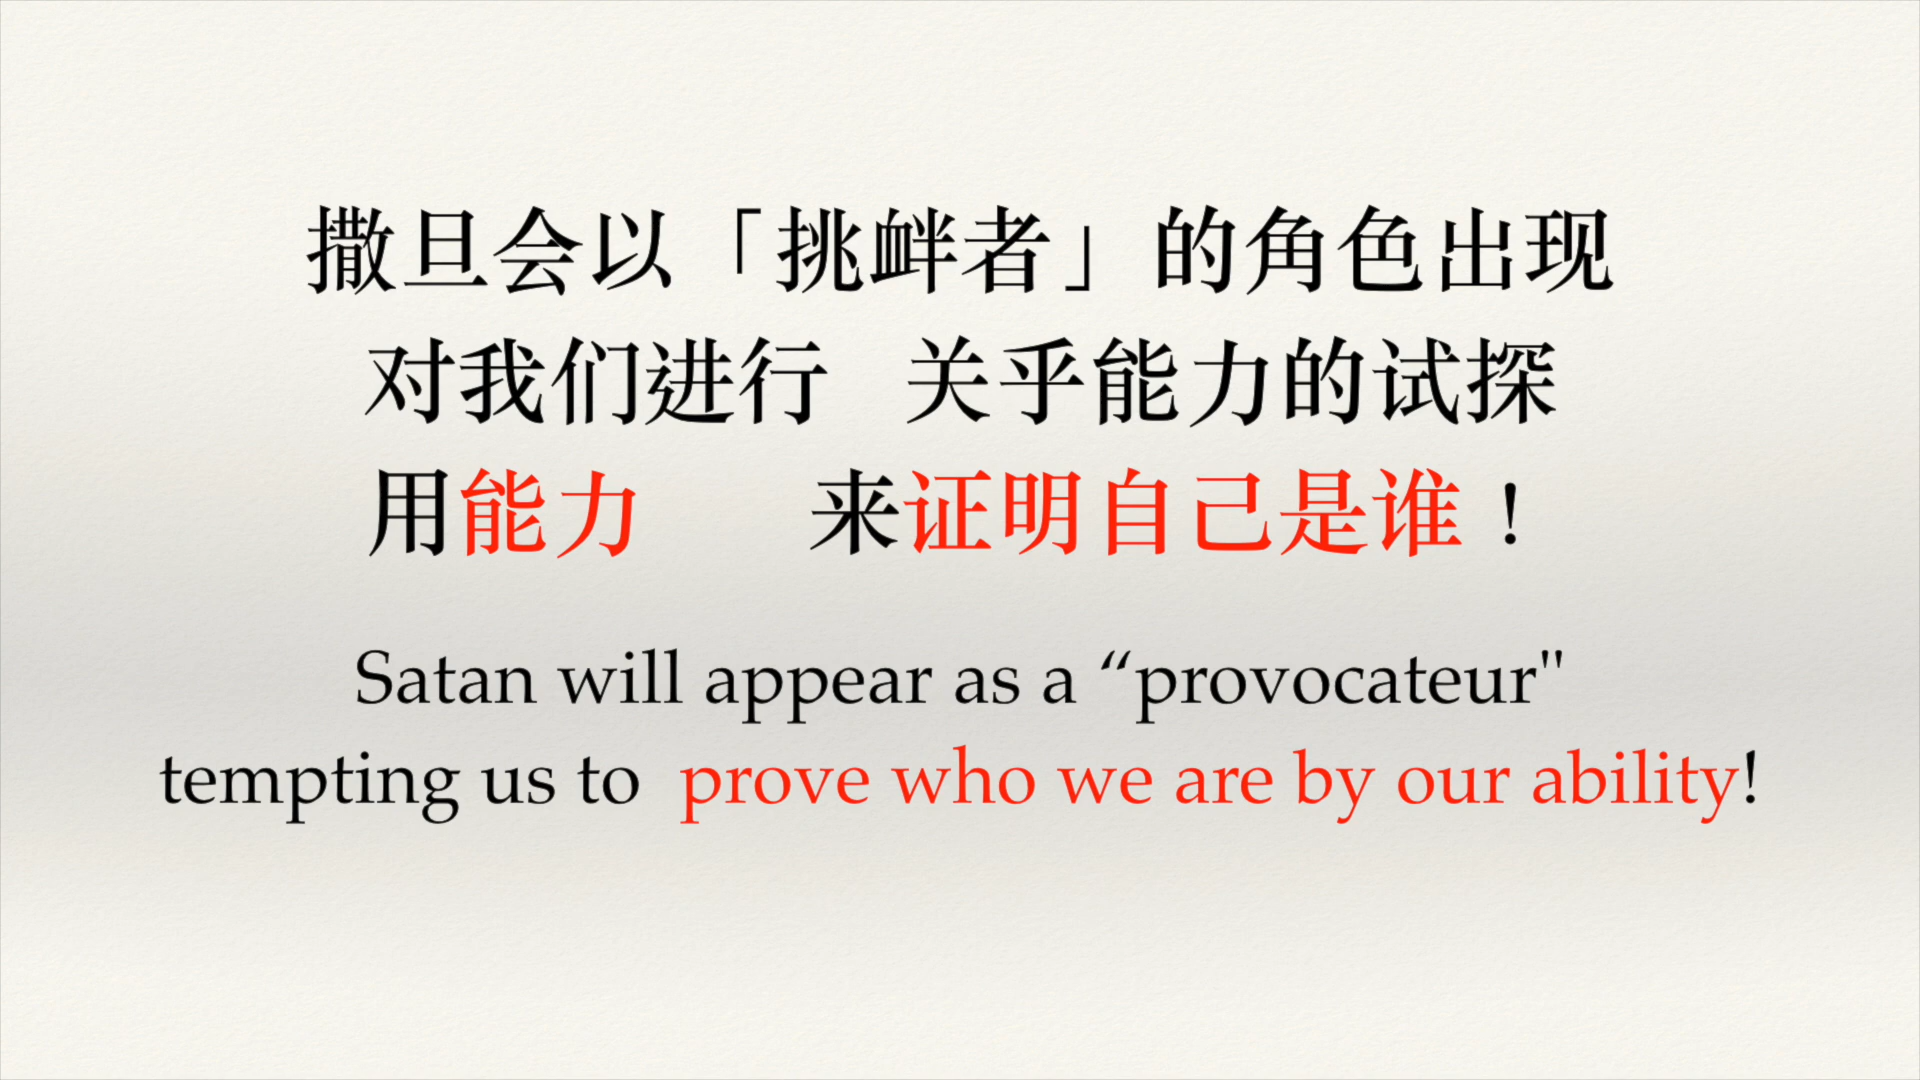 撒旦会以「挑衅者」的角色出现
对我们进行 关乎能力的试探
用能力 来证明自己是谁！
Satan will appear as a “provocateur"
tempting us to prove who we are by our ability!